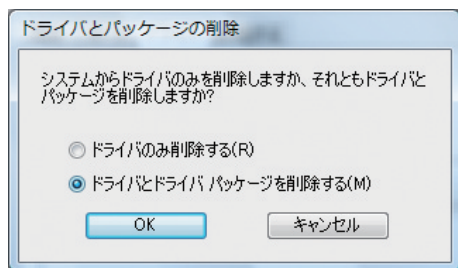 ドライバとパッケージの削除
システムからドライバのみを削除しますか、それともドライバと
パッケージを削除しますか?
ドライバのみ削除する(R)
ドライバとドライバ パッケージを削除する(M)
OK
キャンセル